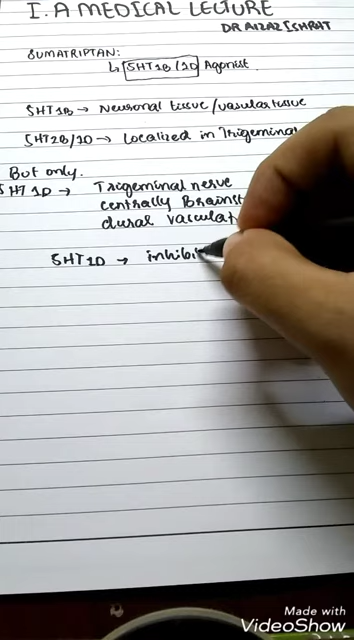 I. A MEDICAL LECTURE
DR AIZAZ ISHRAT
SUMATRIPTAN:
↳ 5HT1B/1D Agonist.
5HT1B → Neuronal tissue/vascular tissue
5HT2B/1D → Localized in Trigeminal
But only.
5HT 1D → Trigeminal nerve
centrally Brainst
dural vasculat
5HT1D → inhibi
Made with
VideoShow